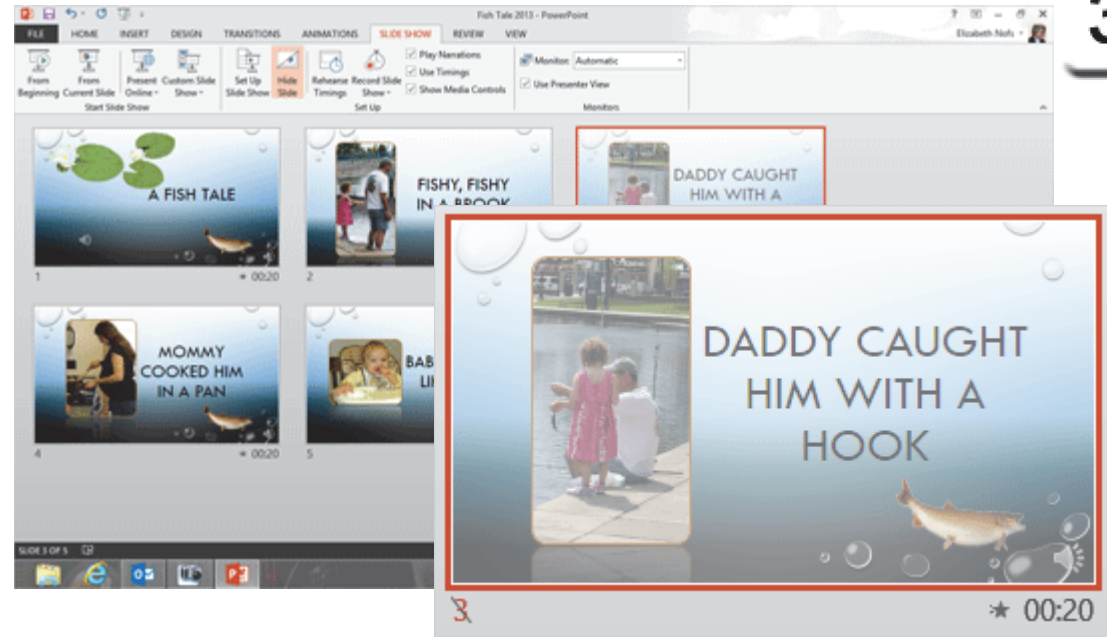 Fish Tale 2013 - PowerPoint
?
FILE HOME INSERT DESIGN TRANSITIONS ANIMATIONS SLIDE SHOW REVIEW VIEW
Elizabeth Nofs
From Beginning
From Current Slide
Present Online
Custom Slide Show
Set Up Slide Show
Hide Slide
Rehearse Timings
Record Slide Show
Play Narrations
Use Timings
Show Media Controls
Monitor: Automatic
Use Presenter View
Start Slide Show
Set Up
Monitors
3
A FISH TALE
1
00:20
FISHY, FISHY
IN A BROOK
2
DADDY CAUGHT
HIM WITH A
MOMMY
COOKED HIM
IN A PAN
4
00:20
BAB
LI
5
DADDY CAUGHT
HIM WITH A
HOOK
3
00:20
SLIDE 3 OF 5